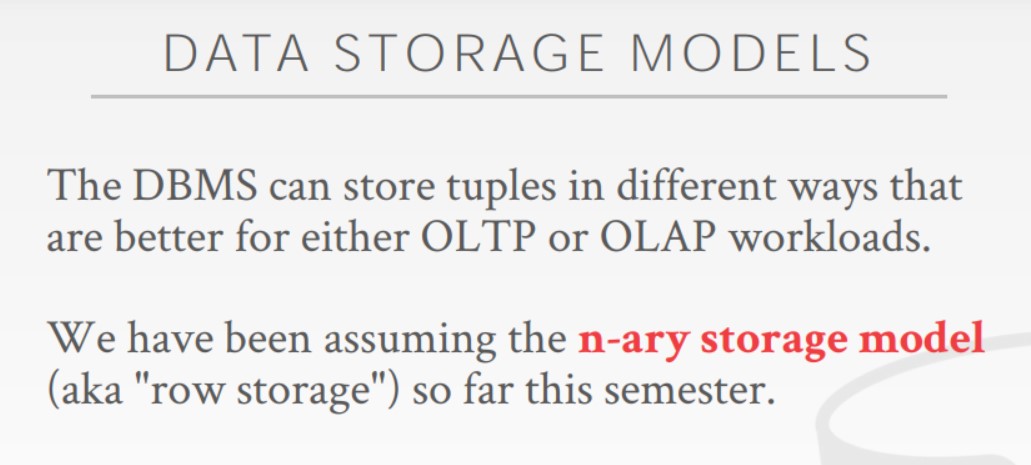 DATA STORAGE MODELS
The DBMS can store tuples in different ways that
are better for either OLTP or OLAP workloads.
We have been assuming the n-ary storage model
(aka "row storage") so far this semester.